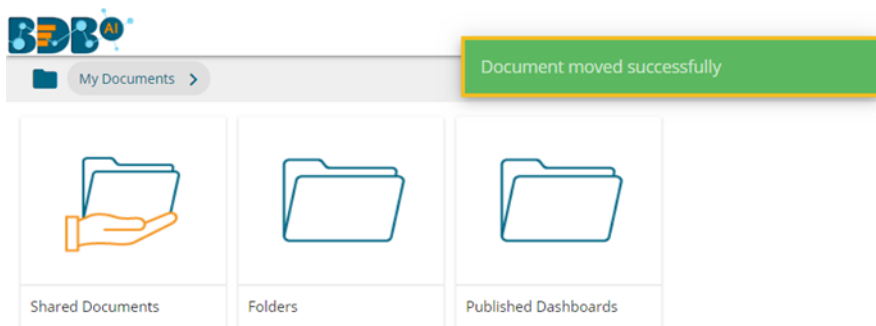 BDB AI
Document moved successfully
My Documents
Shared Documents
Folders
Published Dashboards